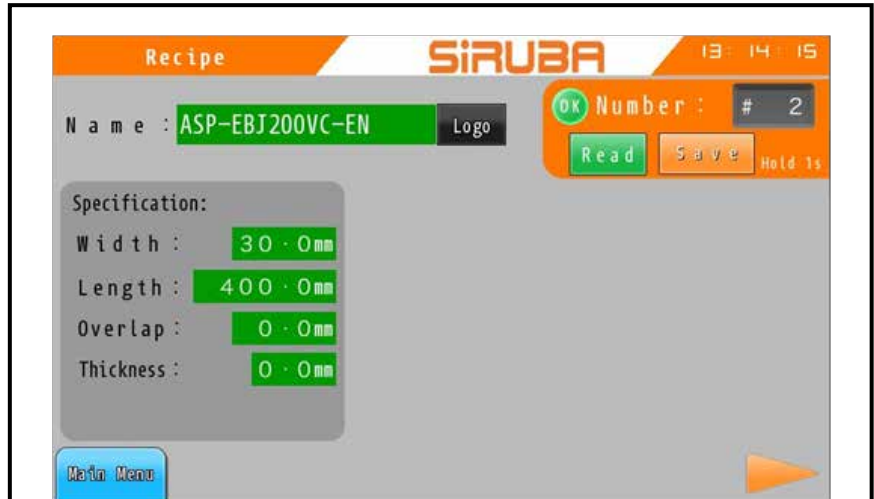 Recipe
SiRUBA
13: 14: 15
Name : ASP-EBJ200VC-EN
Logo
OK Number : # 2
Read Save Hold 1s
Specification:
Width : 30.0mm
Length : 400.0mm
Overlap : 0.0mm
Thickness : 0.0mm
Main Menu